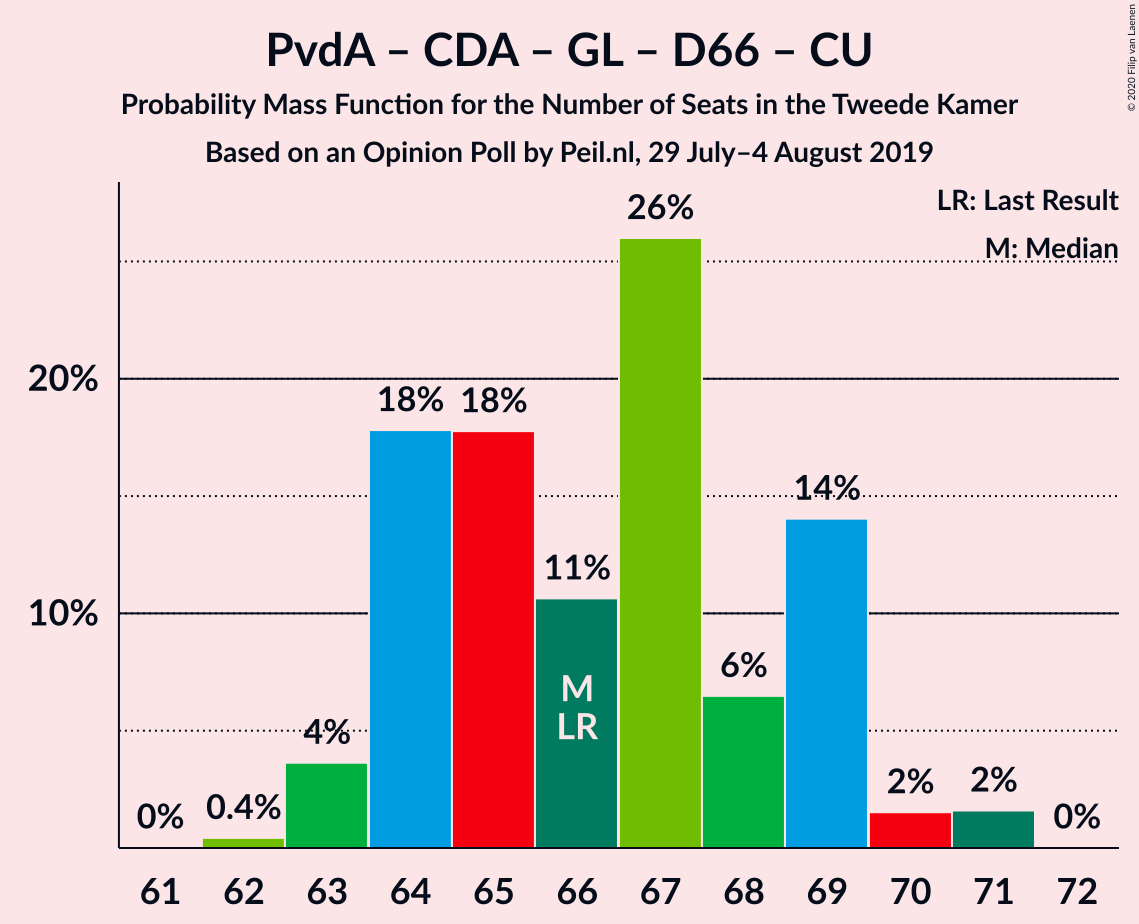 PvdA – CDA – GL – D66 – CU
Probability Mass Function for the Number of Seats in the Tweede Kamer
Based on an Opinion Poll by Peil.nl, 29 July–4 August 2019
© 2020 Filip van Laenen
LR: Last Result
M: Median
20%
10%
0%
0.4%
4%
18%
18%
11%
26%
6%
14%
2%
2%
0%
M
LR
61 62 63 64 65 66 67 68 69 70 71 72